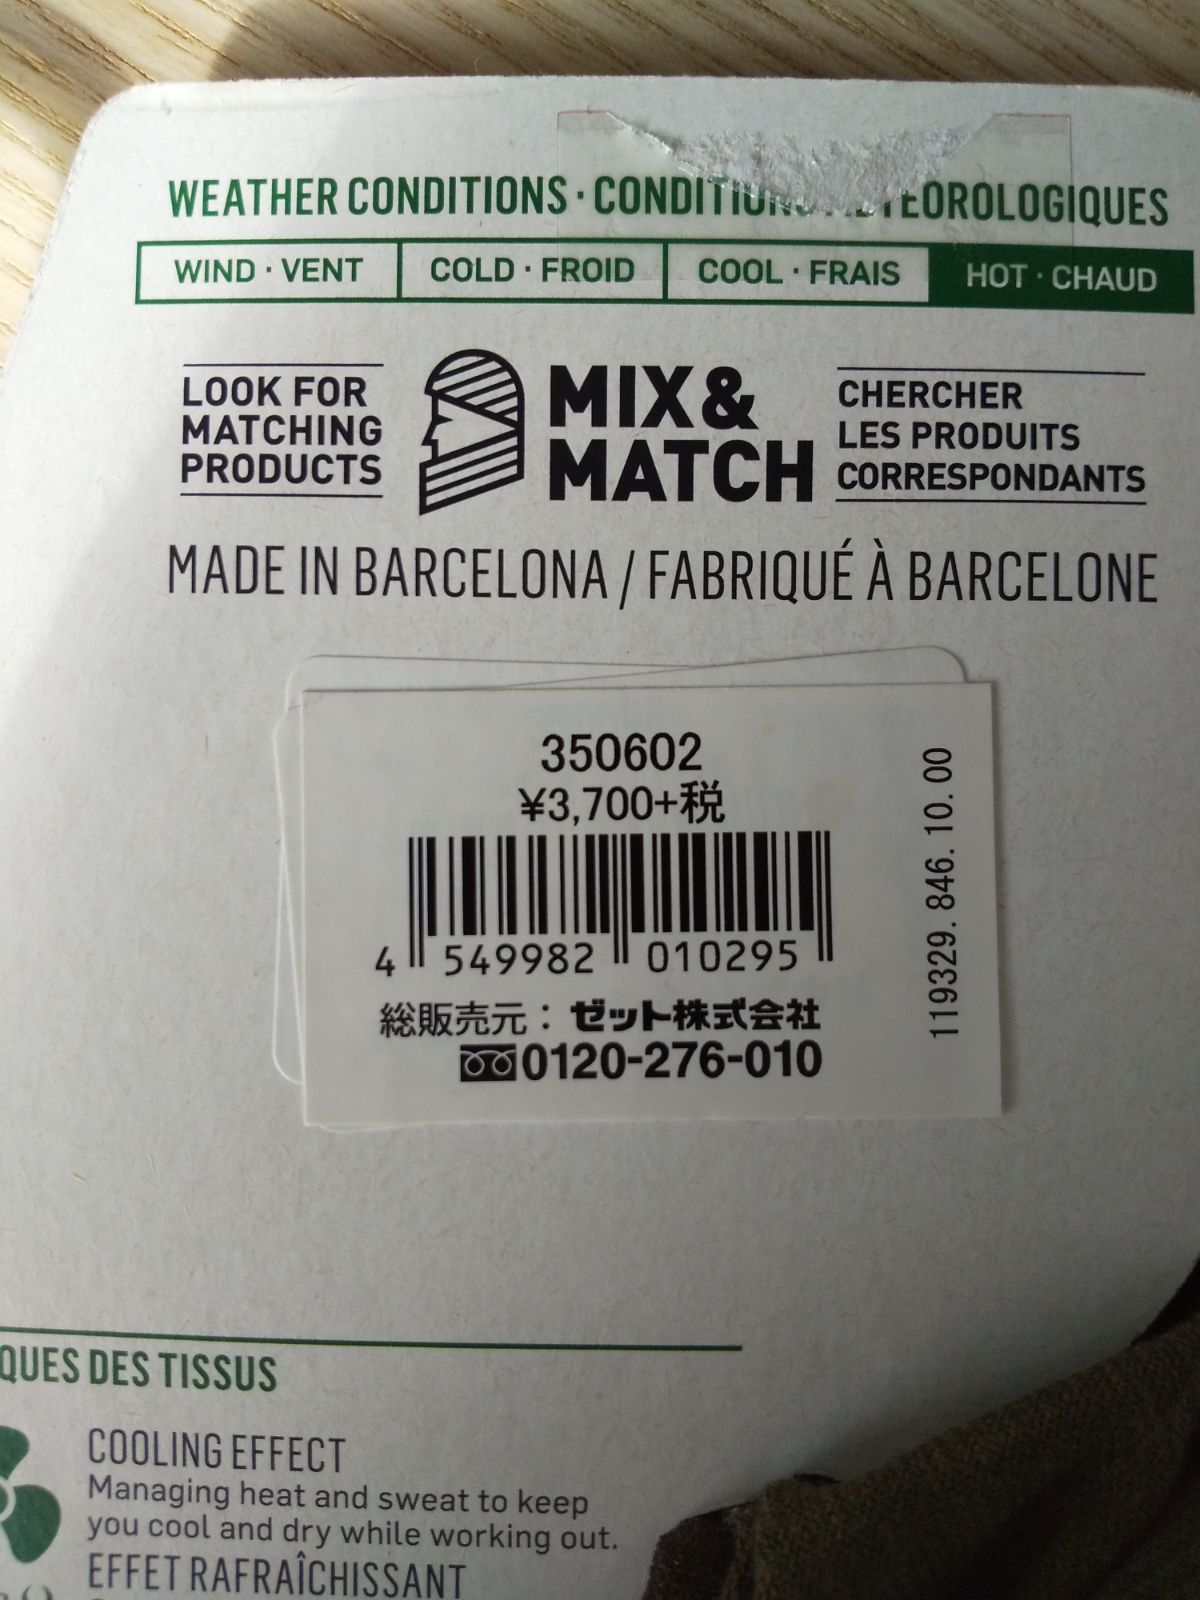 WEATHER CONDITIONS · CONDITIONS MÉTÉOROLOGIQUES
WIND · VENT
COLD · FROID
COOL · FRAIS
HOT · CHAUD
LOOK FOR
MATCHING
PRODUCTS
MIX&
MATCH
CHERCHER
LES PRODUITS
CORRESPONDANTS
MADE IN BARCELONA / FABRIQUÉ À BARCELONE
350602
¥3,700+税
4 549982 010295
総販売元：ゼット株式会社
0120-276-010
119329. 846. 10. 00
QUES DES TISSUS
COOLING EFFECT
Managing heat and sweat to keep
you cool and dry while working out.
EFFET RAFRAÎCHISSANT